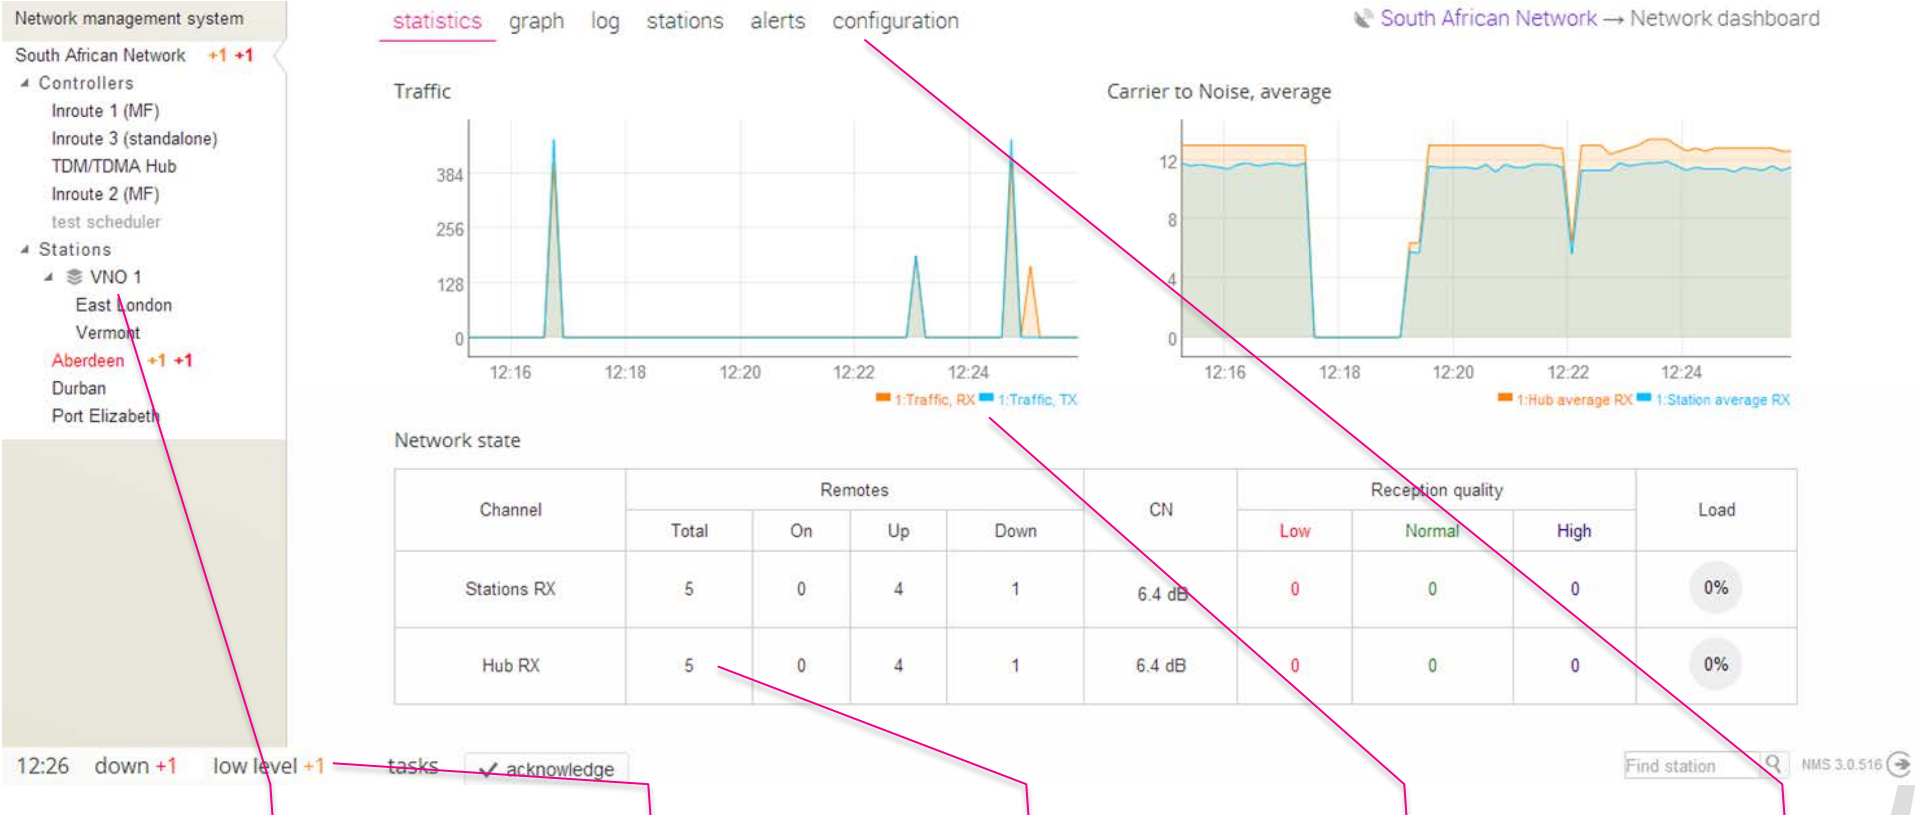 Network management system
South African Network +1 +1
Controllers
Inroute 1 (MF)
Inroute 3 (standalone)
TDM/TDMA Hub
Inroute 2 (MF)
test scheduler
Stations
VNO 1
East London
Vermont
Aberdeen +1 +1
Durban
Port Elizabeth
statistics graph log stations alerts configuration
South African Network → Network dashboard
Traffic
384
256
128
0
12:16 12:18 12:20 12:22 12:24
1:Traffic, RX 1:Traffic, TX
Carrier to Noise, average
12
8
4
0
12:16 12:18 12:20 12:22 12:24
1:Hub average RX 1:Station average RX
Network state
Channel Remotes CN Reception quality Load
Total On Up Down Low Normal High
Stations RX 5 0 4 1 6.4 dB 0 0 0 0%
Hub RX 5 0 4 1 6.4 dB 0 0 0 0%
12:26 down +1 low level +1 tasks acknowledge Find station NMS 3.0.516